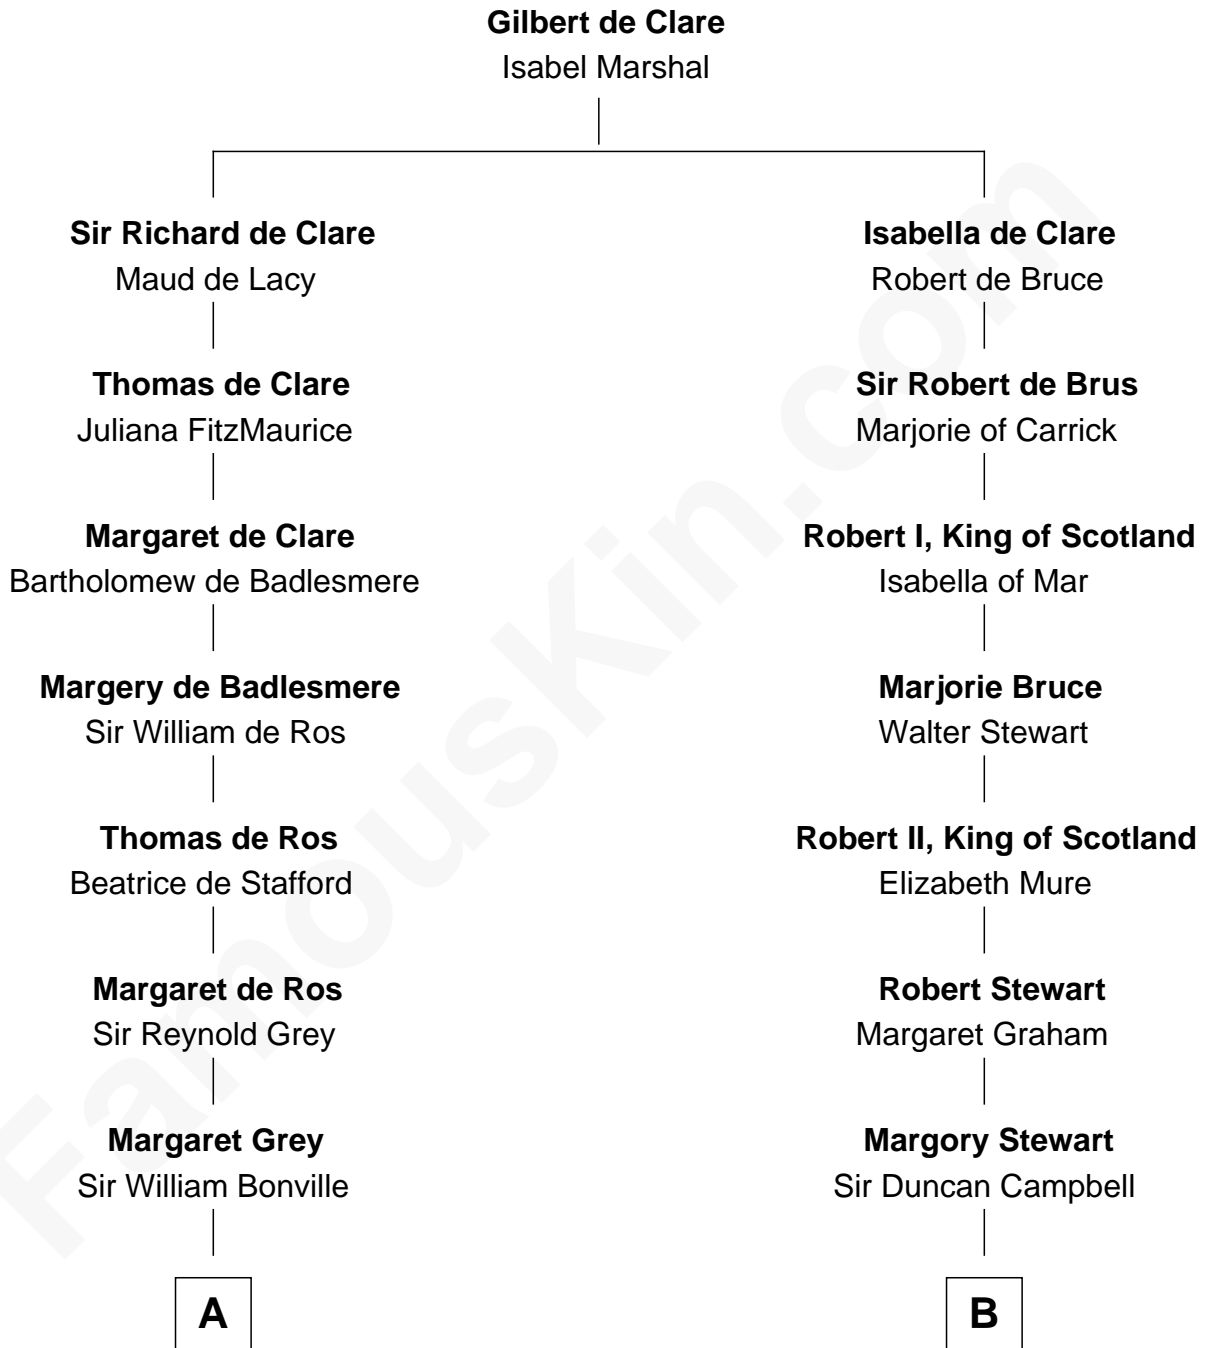 Gilbert de Clare
Isabel Marshal
Sir Richard de Clare
Maud de Lacy
Thomas de Clare
Juliana FitzMaurice
Margaret de Clare
Bartholomew de Badlesmere
Margery de Badlesmere
Sir William de Ros
Thomas de Ros
Beatrice de Stafford
Margaret de Ros
Sir Reynold Grey
Margaret Grey
Sir William Bonville
A
Isabella de Clare
Robert de Bruce
Sir Robert de Brus
Marjorie of Carrick
Robert I, King of Scotland
Isabella of Mar
Marjorie Bruce
Walter Stewart
Robert II, King of Scotland
Elizabeth Mure
Robert Stewart
Margaret Graham
Margory Stewart
Sir Duncan Campbell
B
FamousKin.com